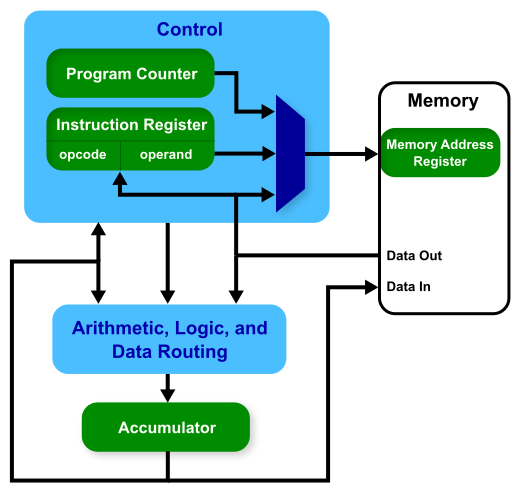 Control
Program Counter
Instruction Register
opcode
operand
Memory
Memory Address
Register
Data Out
Data In
Arithmetic, Logic, and
Data Routing
Accumulator